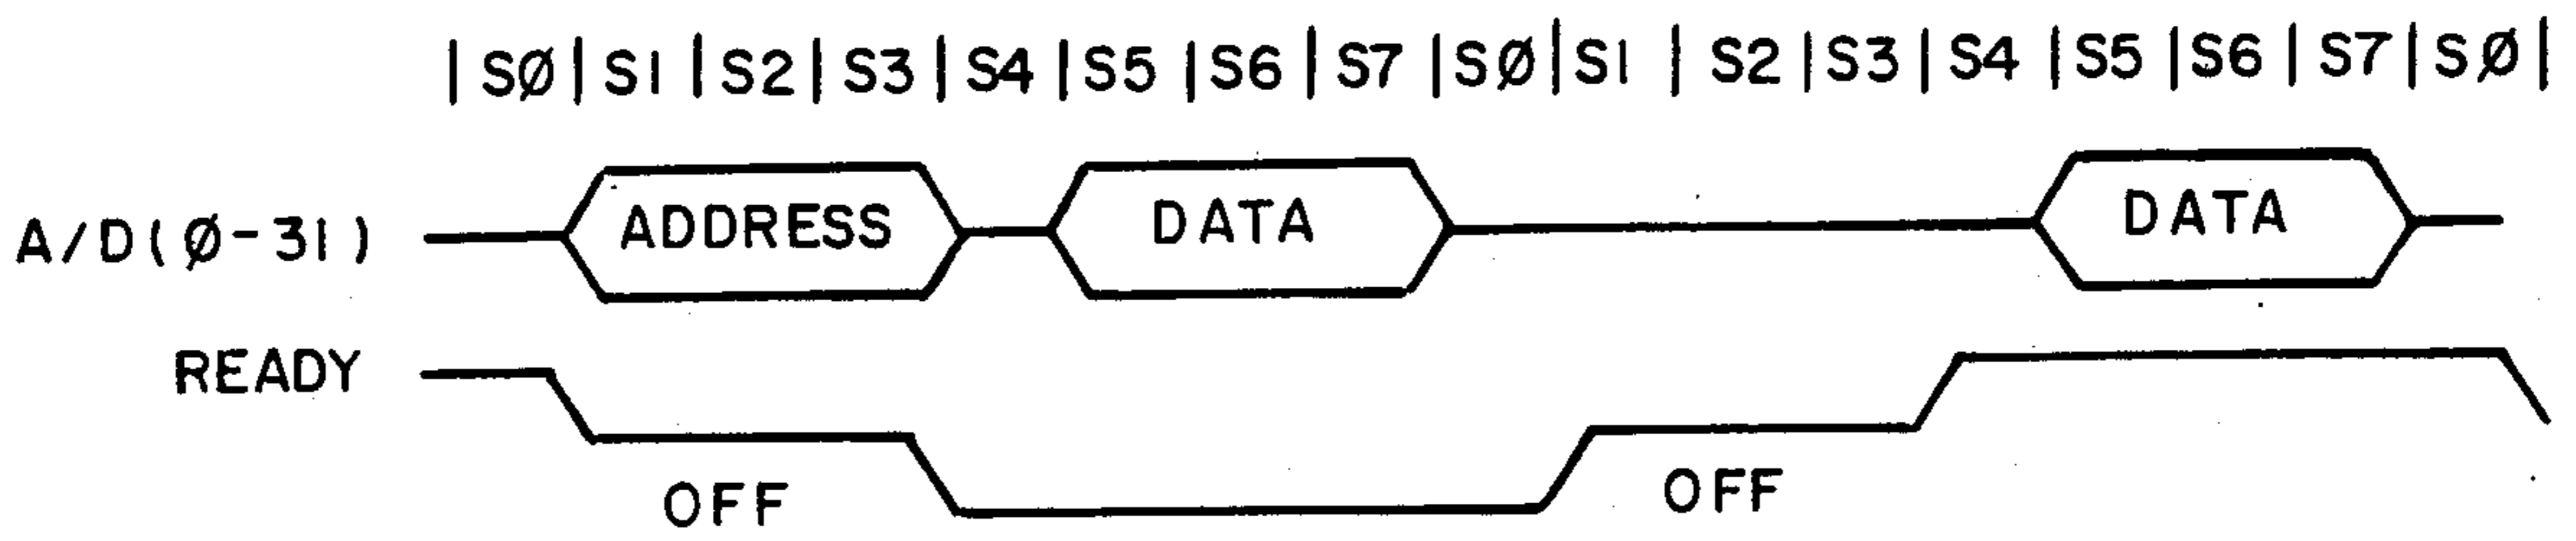 |SØ|S1|S2|S3|S4|S5|S6|S7|SØ|S1|S2|S3|S4|S5|S6|S7|SØ|
A/D(Ø-31) ADDRESS DATA DATA
READY
OFF OFF